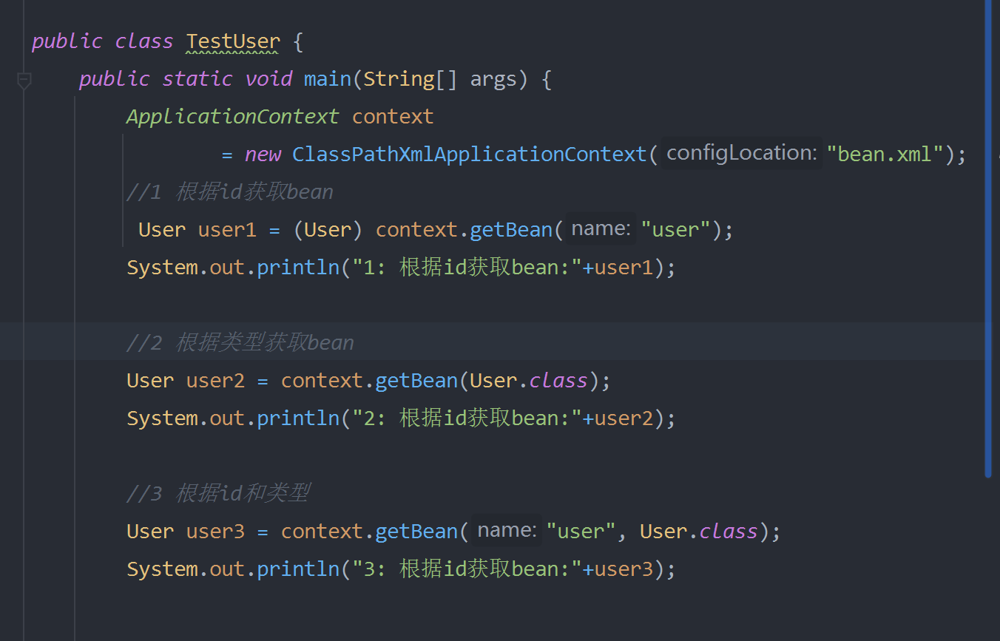 public class TestUser {
public static void main(String[] args) {
ApplicationContext context
= new ClassPathXmlApplicationContext( configLocation: "bean.xml");
//1 根据id获取bean
User user1 = (User) context.getBean( name: "user");
System.out.println("1: 根据id获取bean:"+user1);
//2 根据类型获取bean
User user2 = context.getBean(User.class);
System.out.println("2: 根据id获取bean:"+user2);
//3 根据id和类型
User user3 = context.getBean( name: "user", User.class);
System.out.println("3: 根据id获取bean:"+user3);